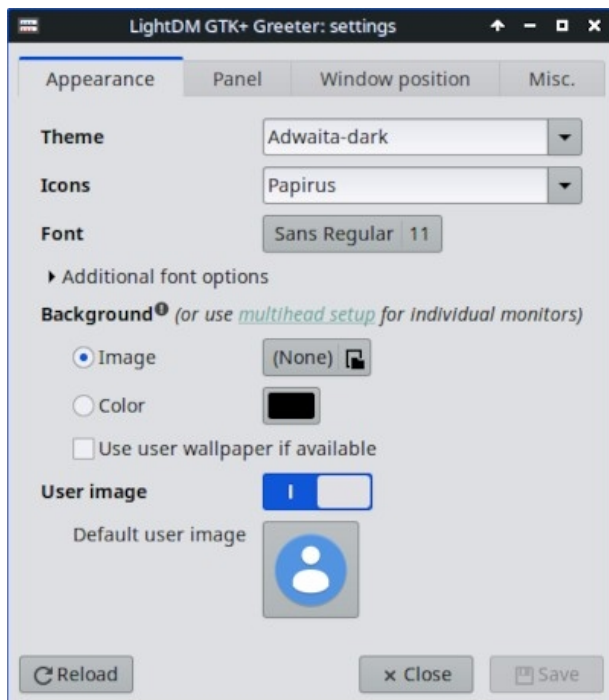 LightDM GTK+ Greeter: settings
Appearance Panel Window position Misc.
Theme Adwaita-dark
Icons Papirus
Font Sans Regular 11
Additional font options
Background (or use multihead setup for individual monitors)
Image (None)
Color
Use user wallpaper if available
User image
Default user image
Reload Close Save